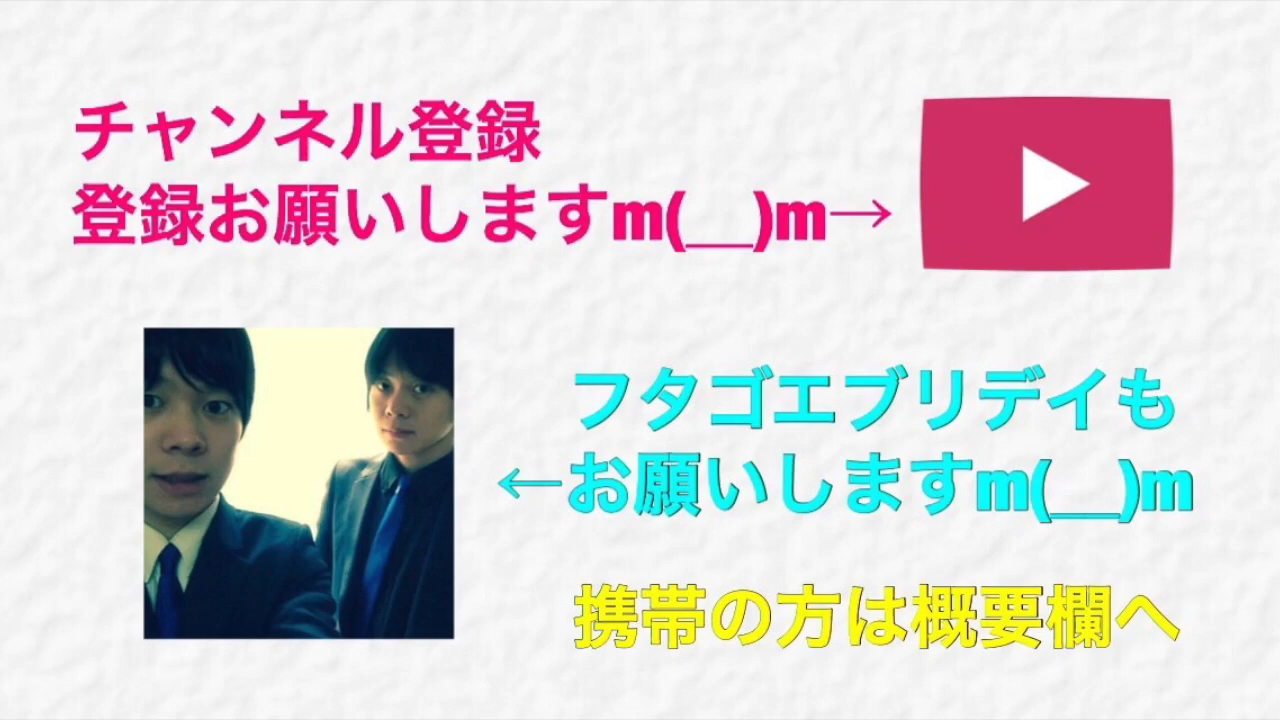 チャンネル登録
登録お願いしますm(__)m→
フタゴエブリデイも
←お願いしますm(__)m
携帯の方は概要欄へ